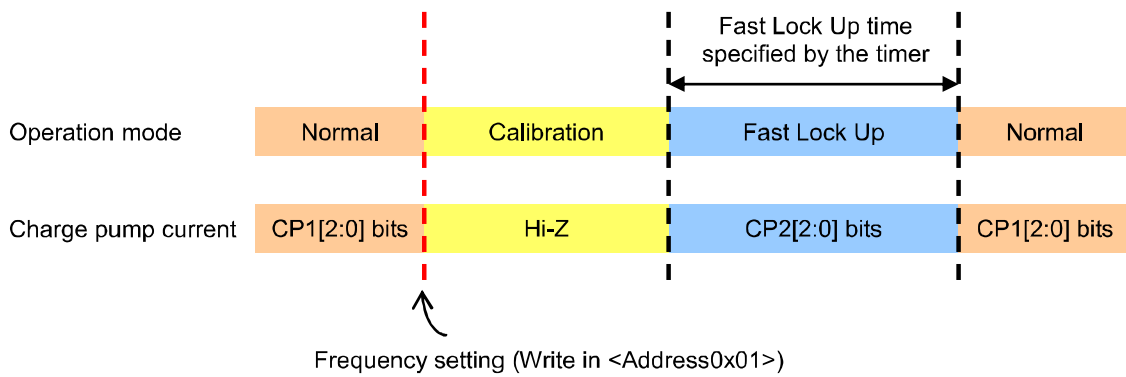 Fast Lock Up time
specified by the timer
Operation mode
Normal
Calibration
Fast Lock Up
Normal
Charge pump current
CP1[2:0] bits
Hi-Z
CP2[2:0] bits
CP1[2:0] bits
Frequency setting (Write in <Address0x01>)